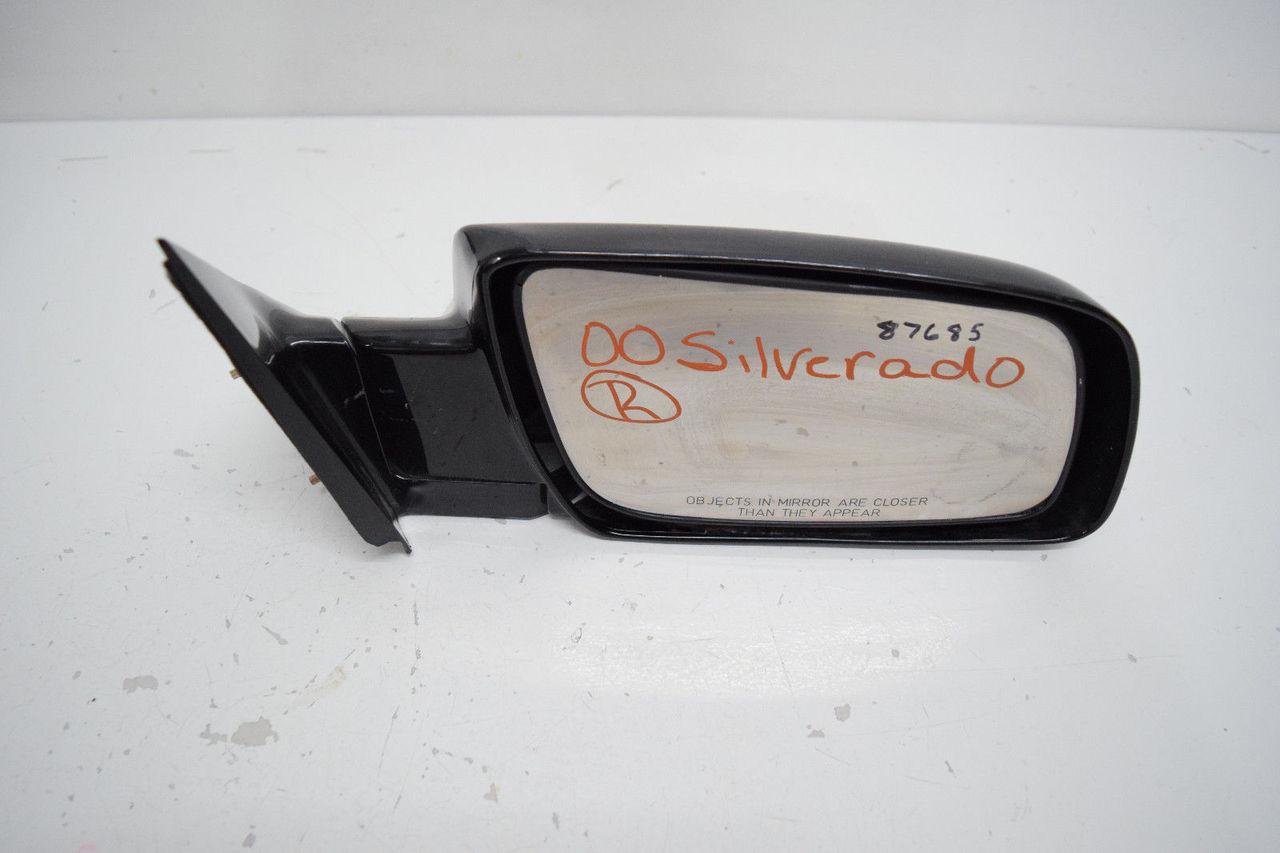 87685
00 Silverado
R
OBJECTS IN MIRROR ARE CLOSER
THAN THEY APPEAR